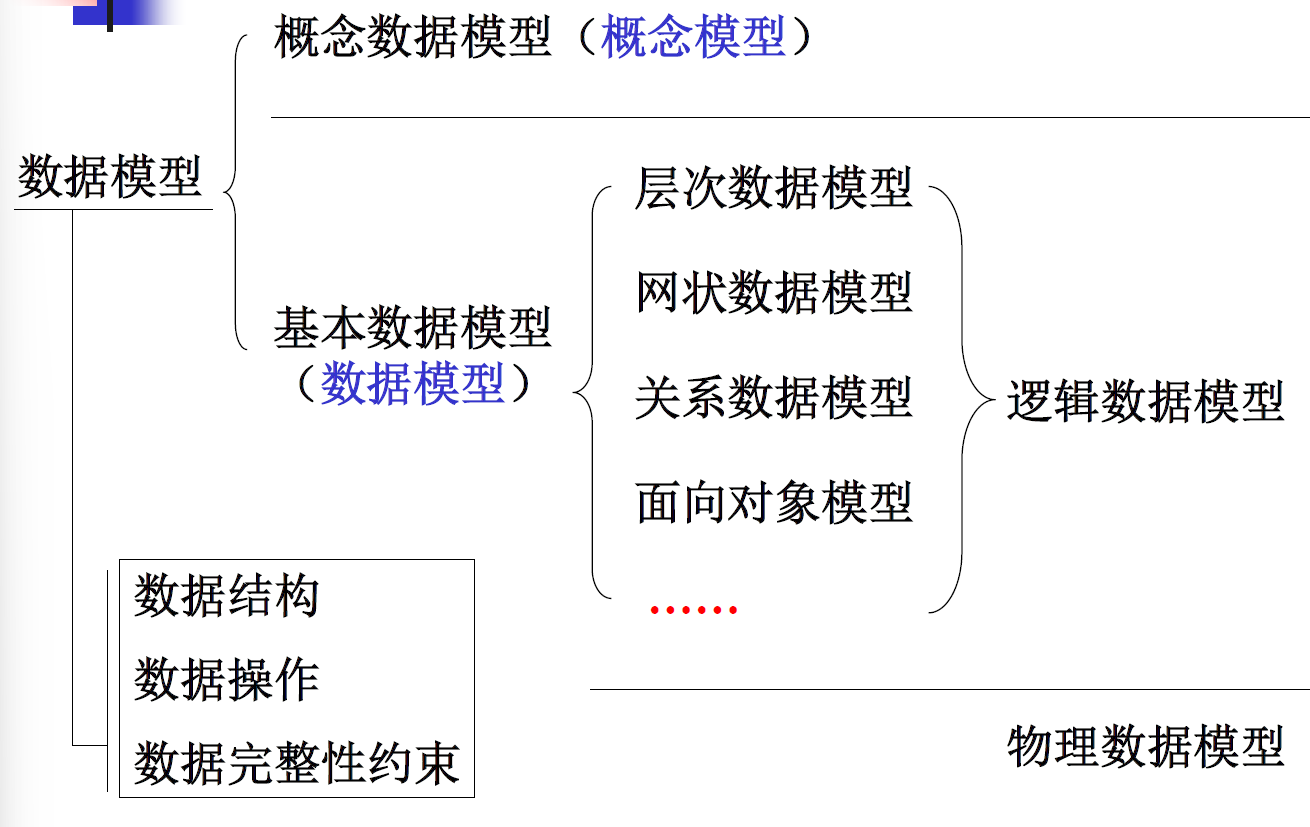 概念数据模型（概念模型）
数据模型
层次数据模型
网状数据模型
基本数据模型
（数据模型）
关系数据模型
逻辑数据模型
面向对象模型
……
数据结构
数据操作
数据完整性约束
物理数据模型